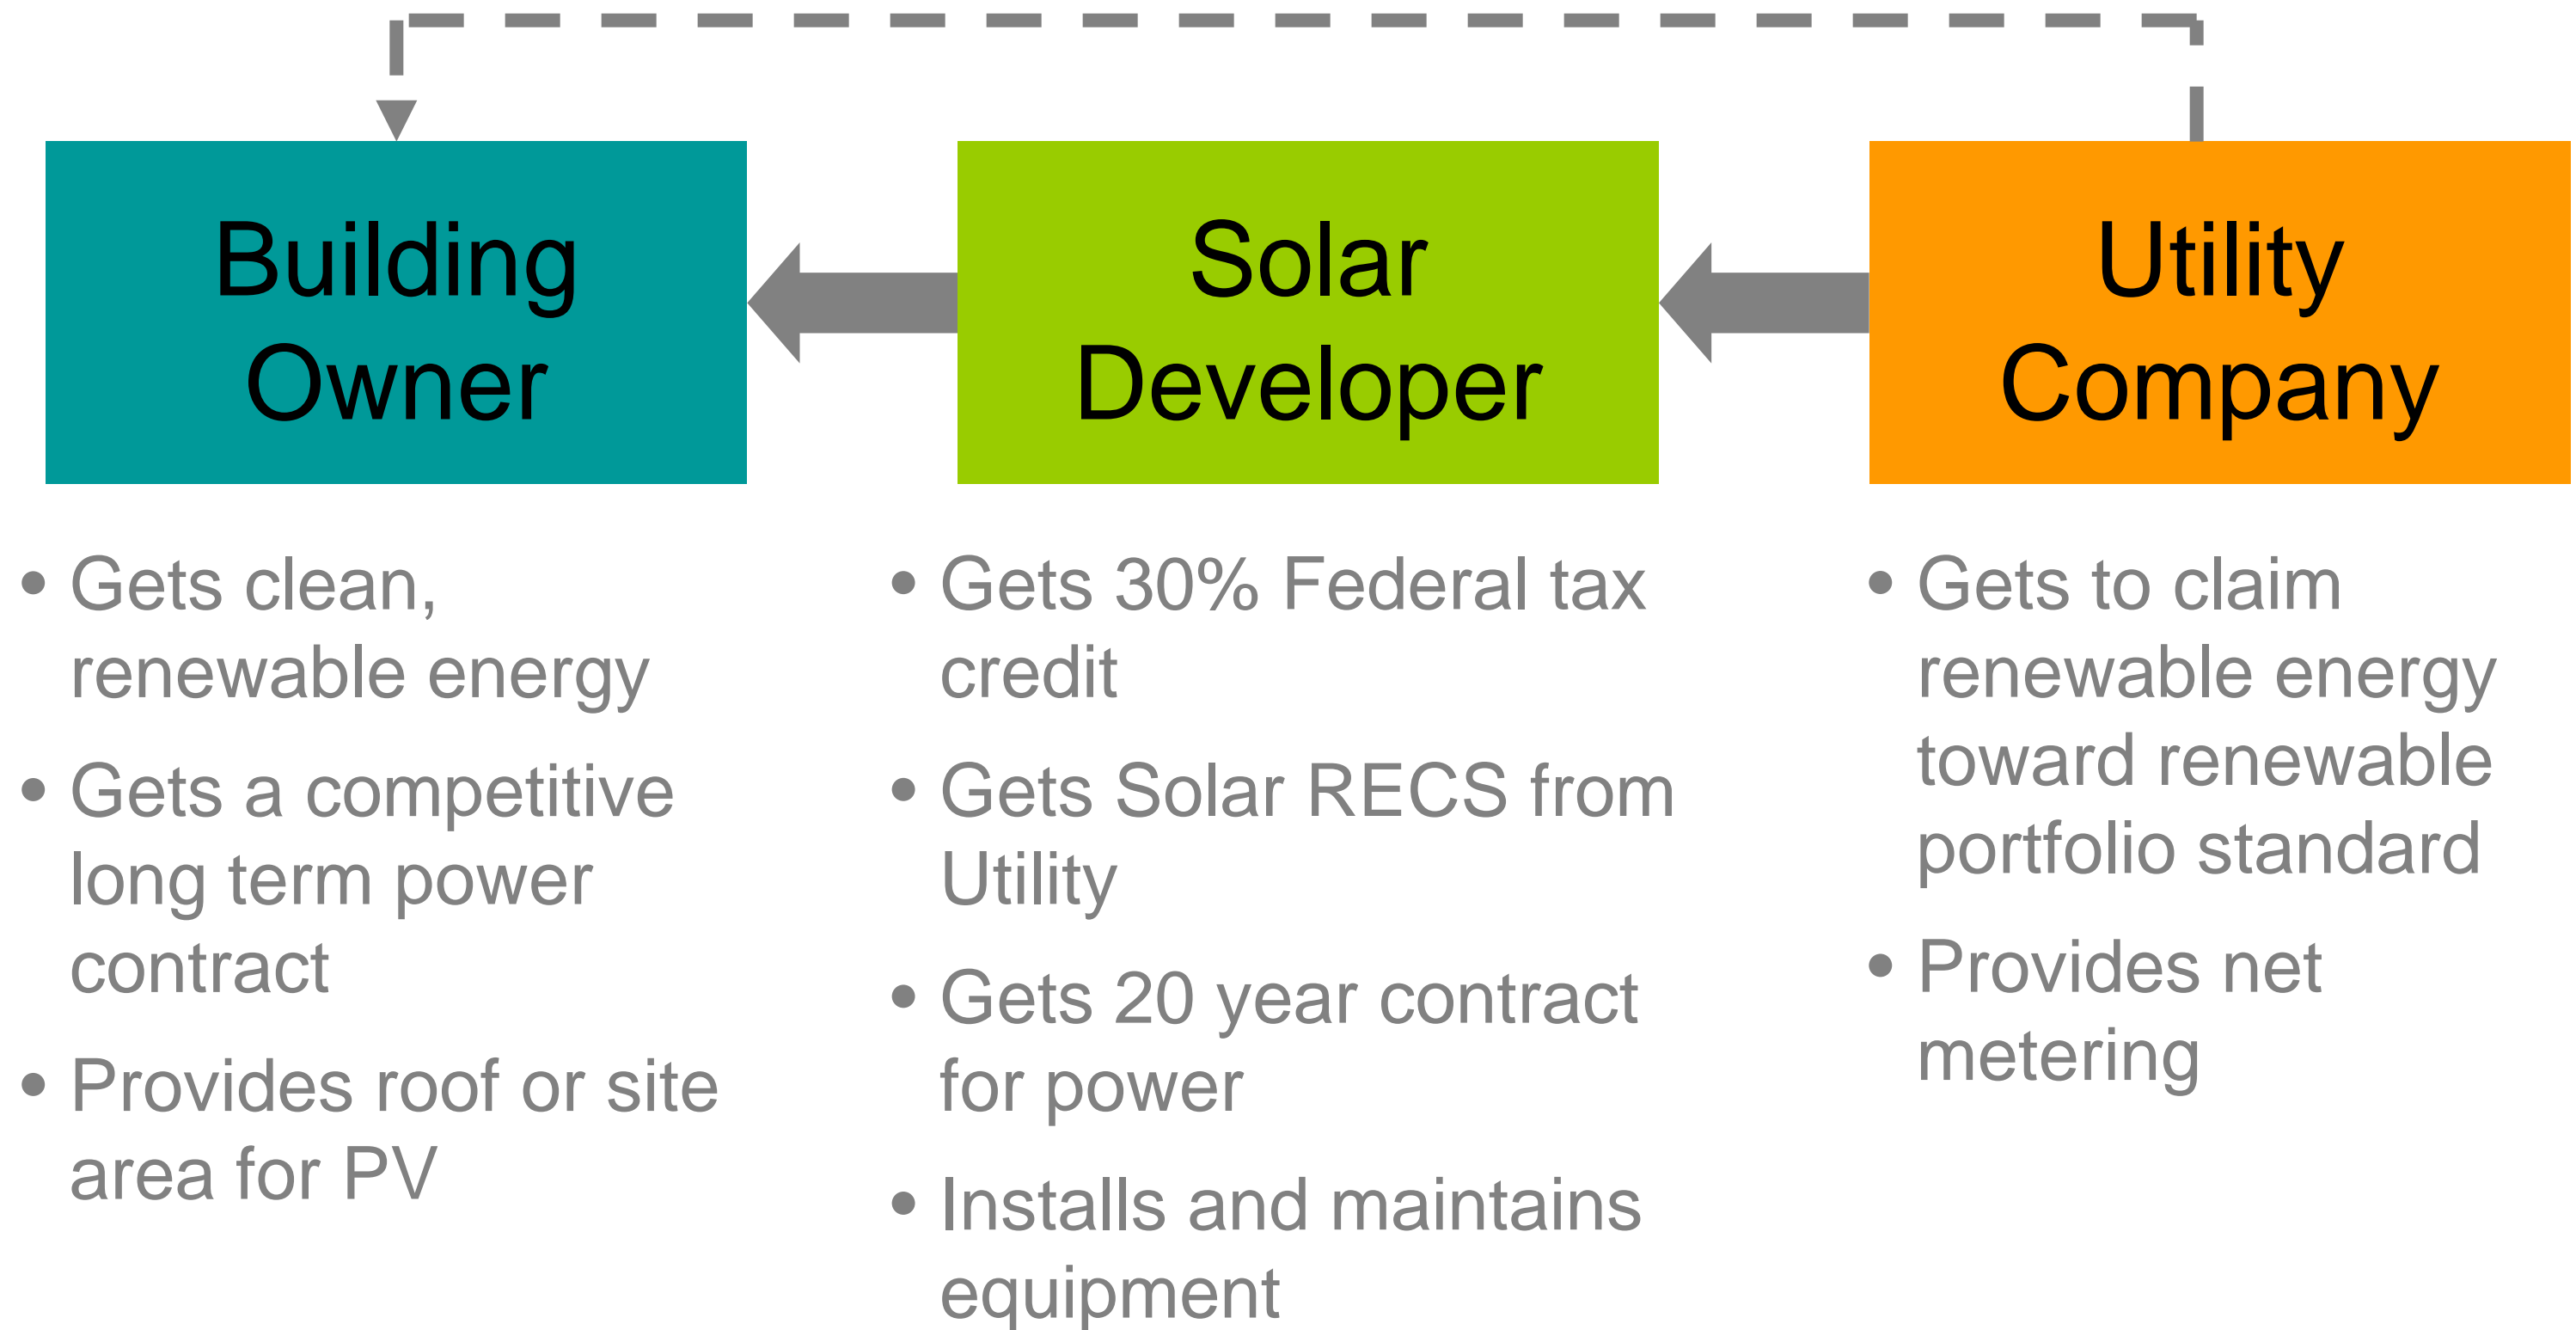 Building
Owner
Solar
Developer
Utility
Company
• Gets clean,
renewable energy
• Gets a competitive
long term power
contract
• Provides roof or site
area for PV
• Gets 30% Federal tax
credit
• Gets Solar RECS from
Utility
• Gets 20 year contract
for power
• Installs and maintains
equipment
• Gets to claim
renewable energy
toward renewable
portfolio standard
• Provides net
metering